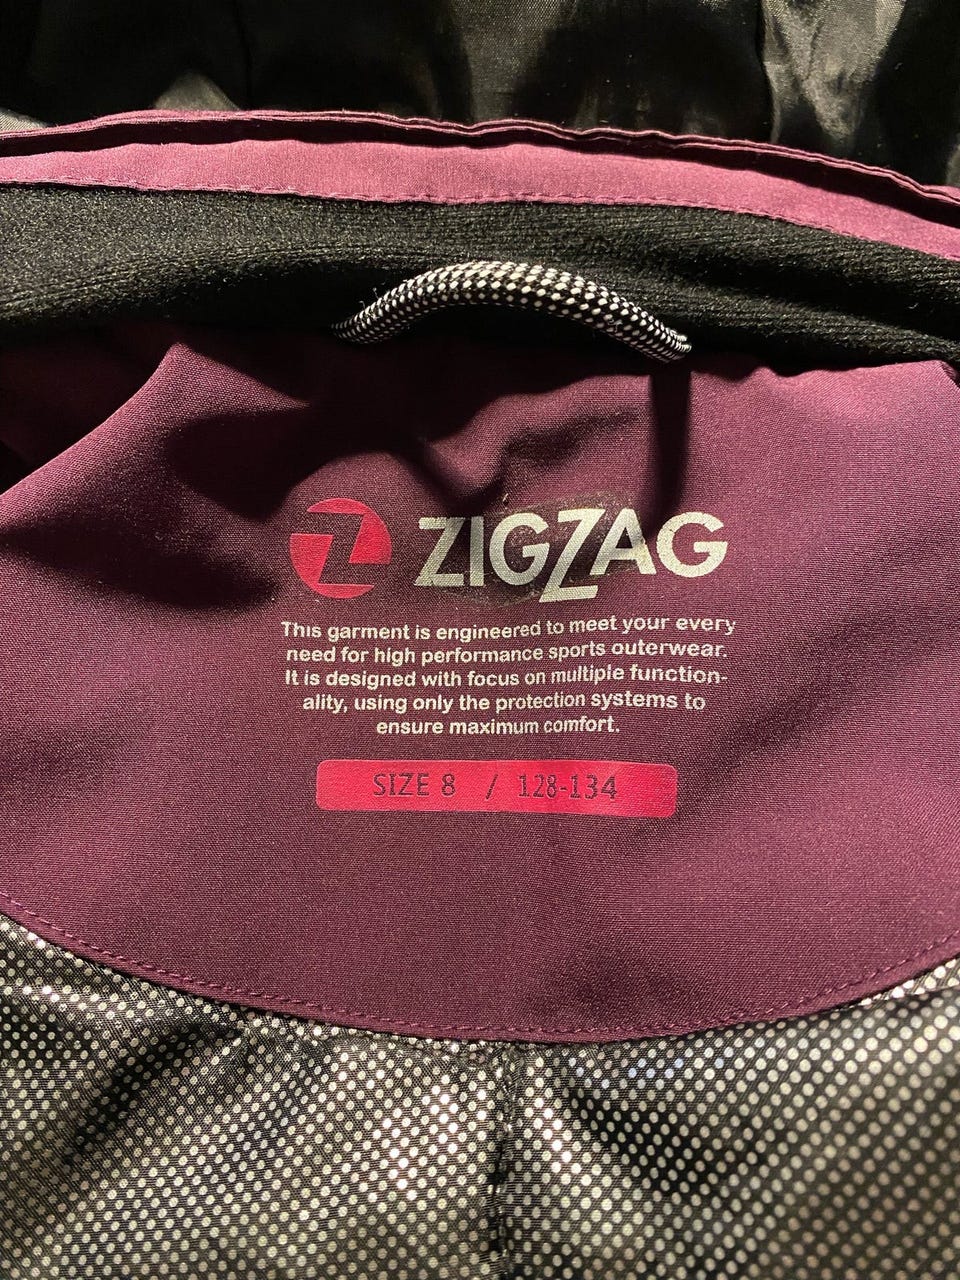 ZIGZAG
This garment is engineered to meet your every
need for high performance sports outerwear.
It is designed with focus on multiple function-
ality, using only the protection systems to
ensure maximum comfort.
SIZE 8 / 128-134